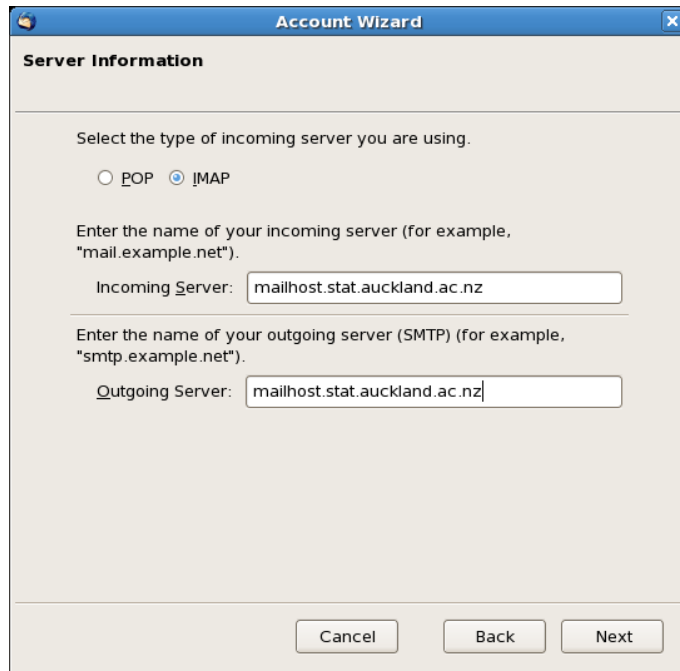 Account Wizard
Server Information
Select the type of incoming server you are using.
POP IMAP
Enter the name of your incoming server (for example,
"mail.example.net").
Incoming Server: mailhost.stat.auckland.ac.nz
Enter the name of your outgoing server (SMTP) (for example,
"smtp.example.net").
Outgoing Server: mailhost.stat.auckland.ac.nz
Cancel Back Next